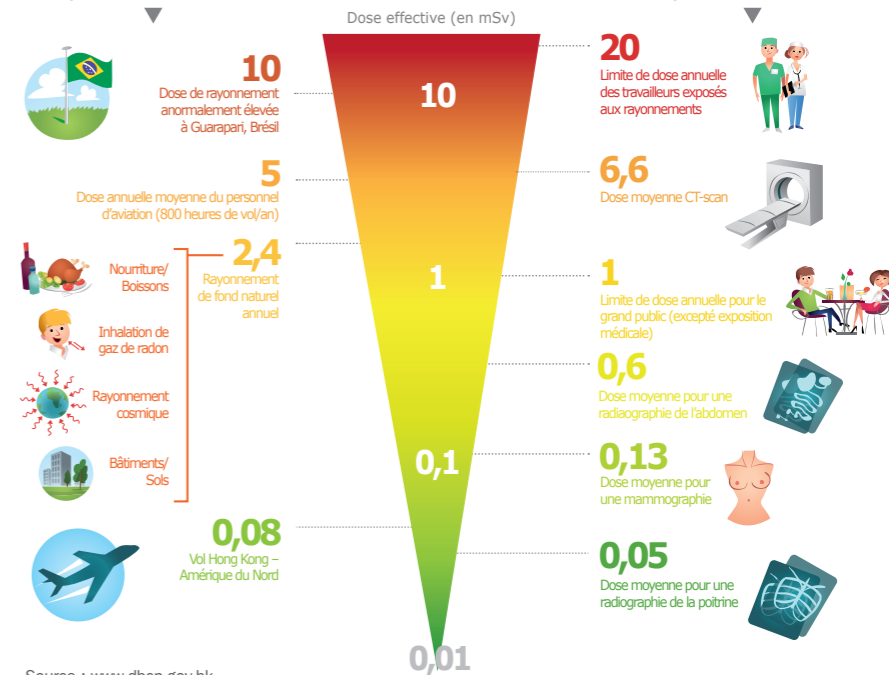 Dose effective (en mSv)
10
Dose de rayonnement
anormalement élevée
à Guarapari, Brésil
5
Dose annuelle moyenne du personnel
d'aviation (800 heures de vol/an)
2,4
Rayonnement
de fond naturel
annuel
Nourriture/
Boissons
Inhalation de
gaz de radon
Rayonnement
cosmique
Bâtiments/
Sols
0,08
Vol Hong Kong –
Amérique du Nord
10
1
0,1
0,01
20
Limite de dose annuelle
des travailleurs exposés
aux rayonnements
6,6
Dose moyenne CT-scan
1
Limite de dose annuelle pour le
grand public (excepté exposition
médicale)
0,6
Dose moyenne pour une
radiaographie de l'abdomen
0,13
Dose moyenne pour
une mammographie
0,05
Dose moyenne pour une
radiographie de la poitrine